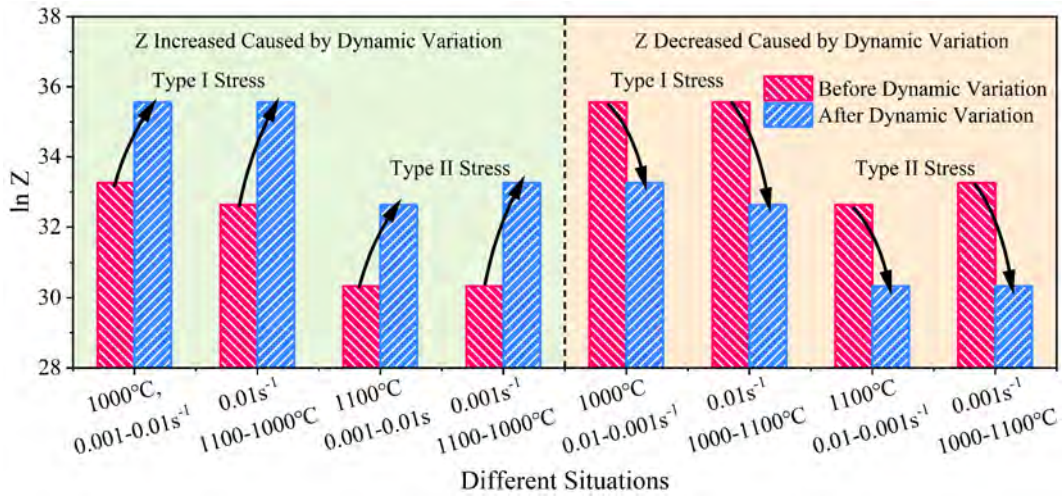 Z Increased Caused by Dynamic Variation
Z Decreased Caused by Dynamic Variation
Type I Stress
Type I Stress
Before Dynamic Variation
After Dynamic Variation
Type II Stress
Type II Stress
ln Z
38
36
34
32
30
28
1000°C,
0.001-0.01s⁻¹
0.01s⁻¹
1100-1000°C
1100°C
0.001-0.01s
0.001s⁻¹
1100-1000°C
1000°C
0.01-0.001s⁻¹
0.01s⁻¹
1000-1100°C
1100°C
0.01-0.001s⁻¹
0.001s⁻¹
1000-1100°C
Different Situations